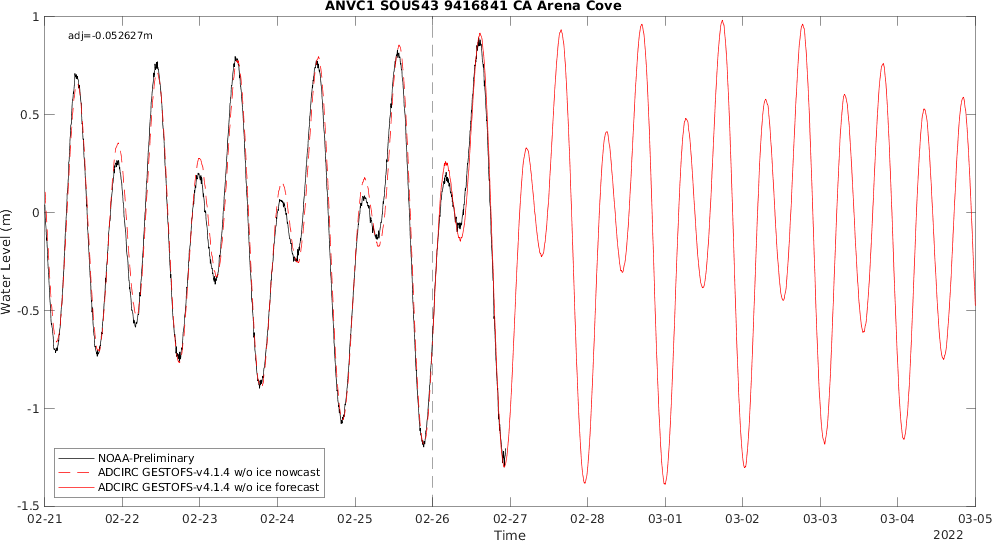 ANVC1 SOUS43 9416841 CA Arena Cove
adj=-0.052627m
1
0.5
0
-0.5
-1
-1.5
Water Level (m)
NOAA-Preliminary
ADCIRC GESTOFS-v4.1.4 w/o ice nowcast
ADCIRC GESTOFS-v4.1.4 w/o ice forecast
02-21 02-22 02-23 02-24 02-25 02-26 02-27 02-28 03-01 03-02 03-03 03-04 03-05
Time
2022